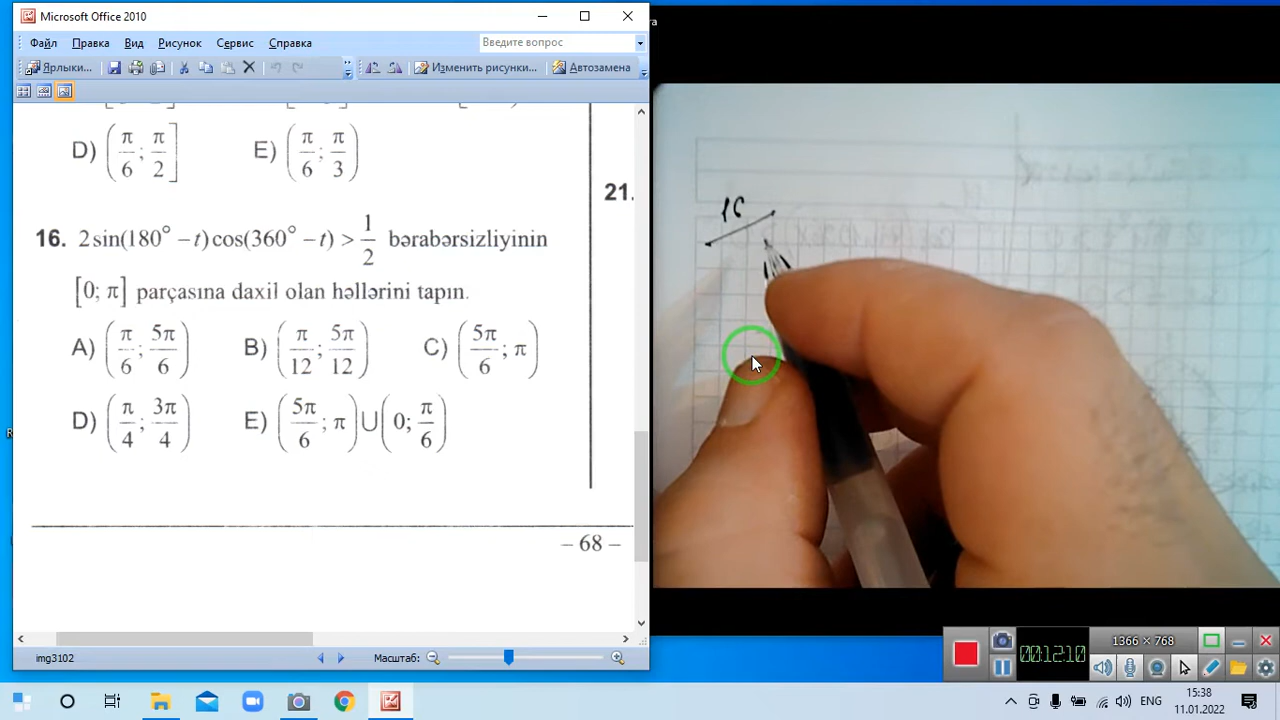 Microsoft Office 2010
Файл Правка Вид Рисунок Сервис Справка
Введите вопрос
Ярлыки... Изменить рисунки... Автозамена
D) (π/6; π/2] E) (π/6; π/3)
21.
16. 2sin(180° – t)cos(360° – t) > 1/2 bərabərsizliyinin
[0; π] parçasına daxil olan həllərini tapın.
A) (π/6; 5π/6) B) (π/12; 5π/12) C) (5π/6; π)
D) (π/4; 3π/4) E) (5π/6; π)⋃(0; π/6)
– 68 –
img3102
Масштаб:
16
1366 × 768
00:12:10
ENG
15:38
11.01.2022